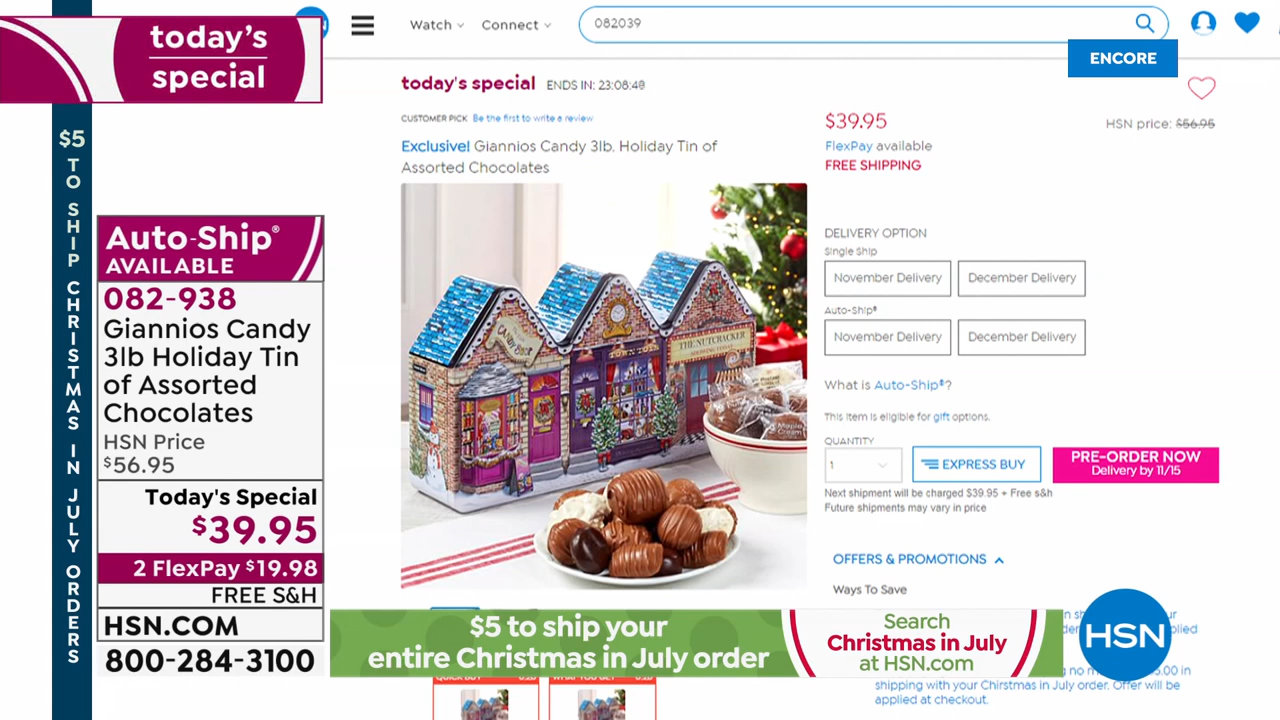 today's
special
$5
TO SHIP CHRISTMAS IN JULY ORDERS
Auto-Ship®
AVAILABLE
082-938
Giannios Candy
3lb Holiday Tin
of Assorted
Chocolates
HSN Price
$56.95
Today's Special
$39.95
2 FlexPay $19.98
FREE S&H
HSN.COM
800-284-3100
Watch
Connect
082039
ENCORE
today's special ENDS IN: 23:08:40
CUSTOMER PICK Be the first to write a review
Exclusive! Giannios Candy 3lb. Holiday Tin of
Assorted Chocolates
CANDY SHOP
THE NUTCRACKER
Maple
Cream
$39.95
HSN price: $56.95
FlexPay available
FREE SHIPPING
DELIVERY OPTION
Single Ship
November Delivery
December Delivery
Auto-Ship®
November Delivery
December Delivery
What is Auto-Ship®?
This item is eligible for gift options.
QUANTITY
1
EXPRESS BUY
PRE-ORDER NOW
Delivery by 11/15
Next shipment will be charged $39.95 + Free s&h
Future shipments may vary in price
OFFERS & PROMOTIONS
Ways To Save
$5 to ship your
entire Christmas in July order
Search
Christmas in July
at HSN.com
HSN
shipping with your Chirstmas in July order. Offer will be
applied at checkout.